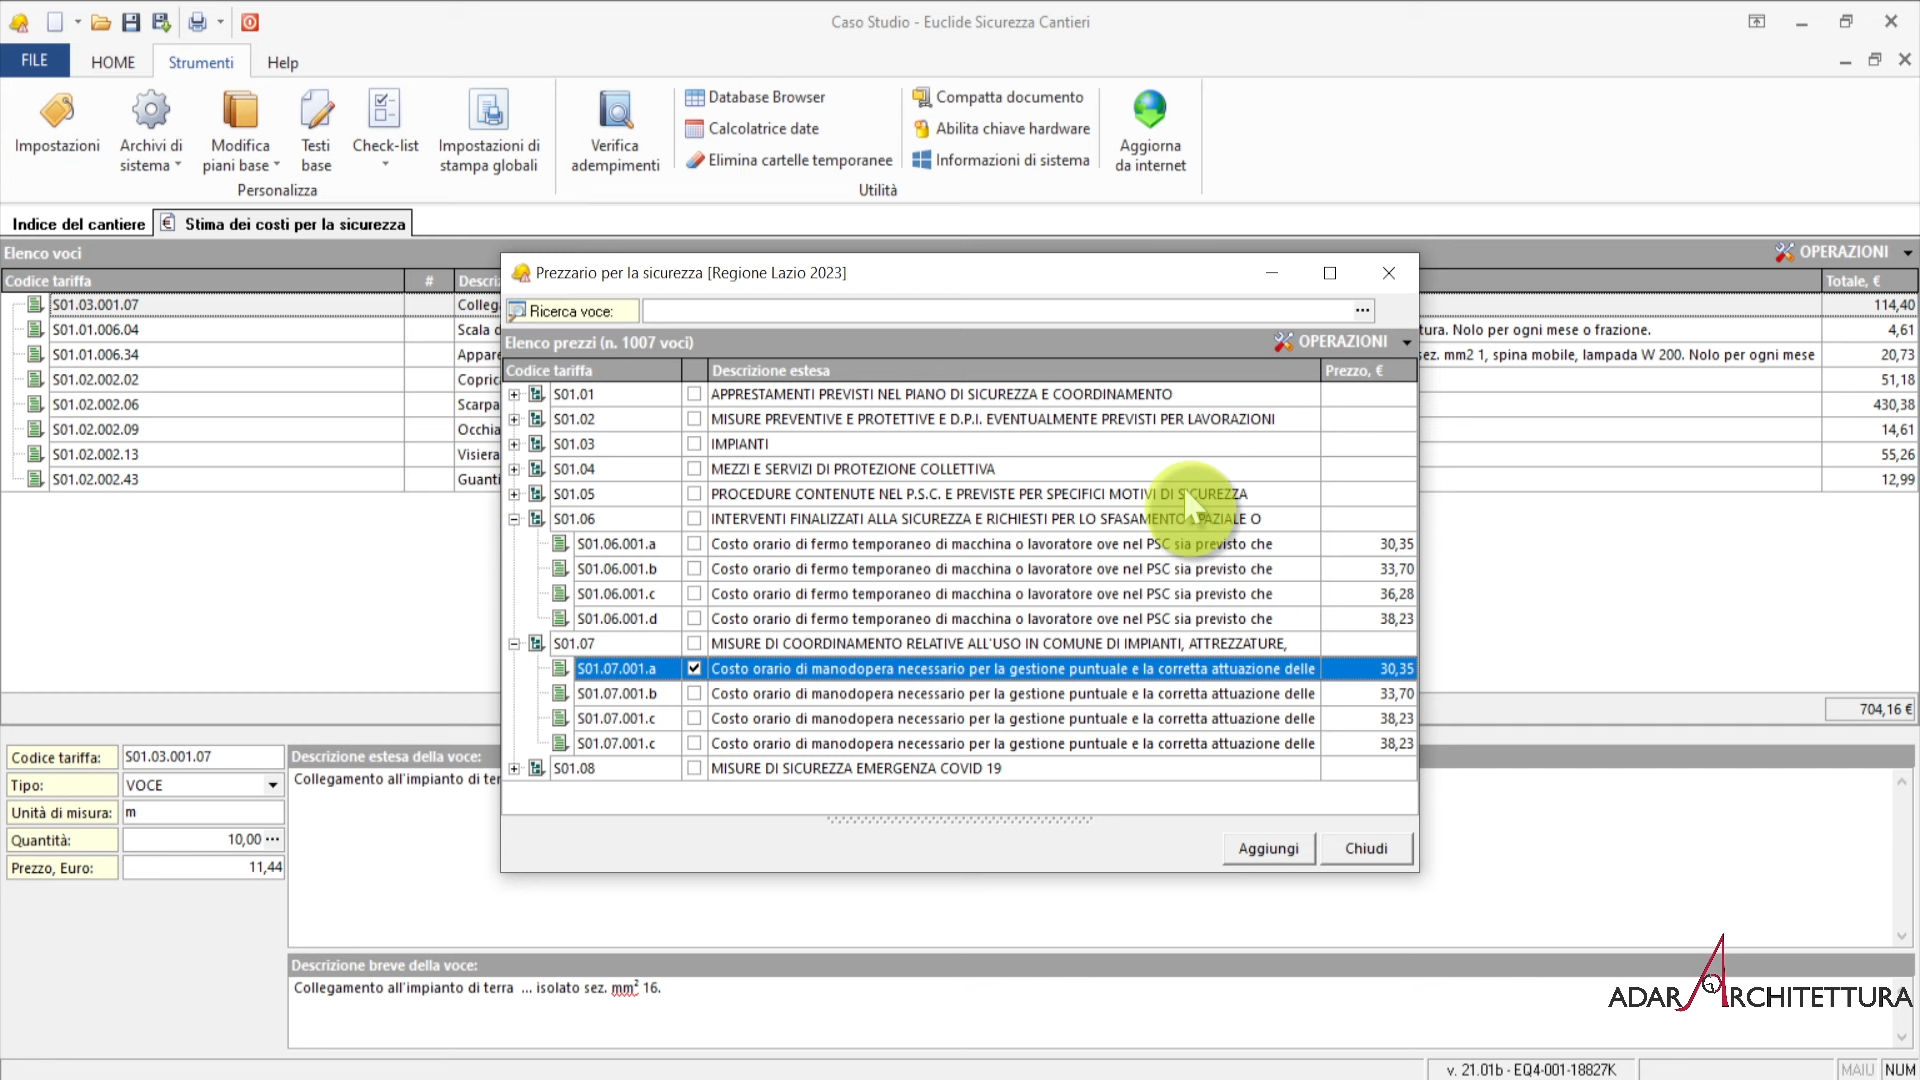 Caso Studio - Euclide Sicurezza Cantieri
FILE HOME Strumenti Help
Impostazioni
Archivi di sistema
Modifica piani base
Testi base
Check-list
Impostazioni di stampa globali
Personalizza
Verifica adempimenti
Database Browser
Calcolatrice date
Elimina cartelle temporanee
Compatta documento
Abilita chiave hardware
Informazioni di sistema
Utilità
Aggiorna da internet
Indice del cantiere
Stima dei costi per la sicurezza
Elenco voci OPERAZIONI
Codice tariffa # Descri Totale, €
S01.03.001.07 Colleg 114,40
S01.01.006.04 Scala d tura. Nolo per ogni mese o frazione. 4,61
S01.01.006.34 Appare sez. mm2 1, spina mobile, lampada W 200. Nolo per ogni mese 20,73
S01.02.002.02 Copric 51,18
S01.02.002.06 Scarpa 430,38
S01.02.002.09 Occhia 14,61
S01.02.002.13 Visiera 55,26
S01.02.002.43 Guanti 12,99
704,16 €
Prezzario per la sicurezza [Regione Lazio 2023]
Ricerca voce: ...
Elenco prezzi (n. 1007 voci) OPERAZIONI
Codice tariffa Descrizione estesa Prezzo, €
S01.01 APPRESTAMENTI PREVISTI NEL PIANO DI SICUREZZA E COORDINAMENTO
S01.02 MISURE PREVENTIVE E PROTETTIVE E D.P.I. EVENTUALMENTE PREVISTI PER LAVORAZIONI
S01.03 IMPIANTI
S01.04 MEZZI E SERVIZI DI PROTEZIONE COLLETTIVA
S01.05 PROCEDURE CONTENUTE NEL P.S.C. E PREVISTE PER SPECIFICI MOTIVI DI SICUREZZA
S01.06 INTERVENTI FINALIZZATI ALLA SICUREZZA E RICHIESTI PER LO SFASAMENTO SPAZIALE O
S01.06.001.a Costo orario di fermo temporaneo di macchina o lavoratore ove nel PSC sia previsto che 30,35
S01.06.001.b Costo orario di fermo temporaneo di macchina o lavoratore ove nel PSC sia previsto che 33,70
S01.06.001.c Costo orario di fermo temporaneo di macchina o lavoratore ove nel PSC sia previsto che 36,28
S01.06.001.d Costo orario di fermo temporaneo di macchina o lavoratore ove nel PSC sia previsto che 38,23
S01.07 MISURE DI COORDINAMENTO RELATIVE ALL'USO IN COMUNE DI IMPIANTI, ATTREZZATURE,
S01.07.001.a Costo orario di manodopera necessario per la gestione puntuale e la corretta attuazione delle 30,35
S01.07.001.b Costo orario di manodopera necessario per la gestione puntuale e la corretta attuazione delle 33,70
S01.07.001.c Costo orario di manodopera necessario per la gestione puntuale e la corretta attuazione delle 38,23
S01.07.001.c Costo orario di manodopera necessario per la gestione puntuale e la corretta attuazione delle 38,23
S01.08 MISURE DI SICUREZZA EMERGENZA COVID 19
Aggiungi Chiudi
Codice tariffa: S01.03.001.07
Tipo: VOCE
Unità di misura: m
Quantità: 10,00 ...
Prezzo, Euro: 11,44
Descrizione estesa della voce:
Collegamento all'impianto di ter
Descrizione breve della voce:
Collegamento all'impianto di terra ... isolato sez. mm² 16.
ADARARCHITETTURA
v. 21.01b - EQ4-001-18827K MAIU NUM